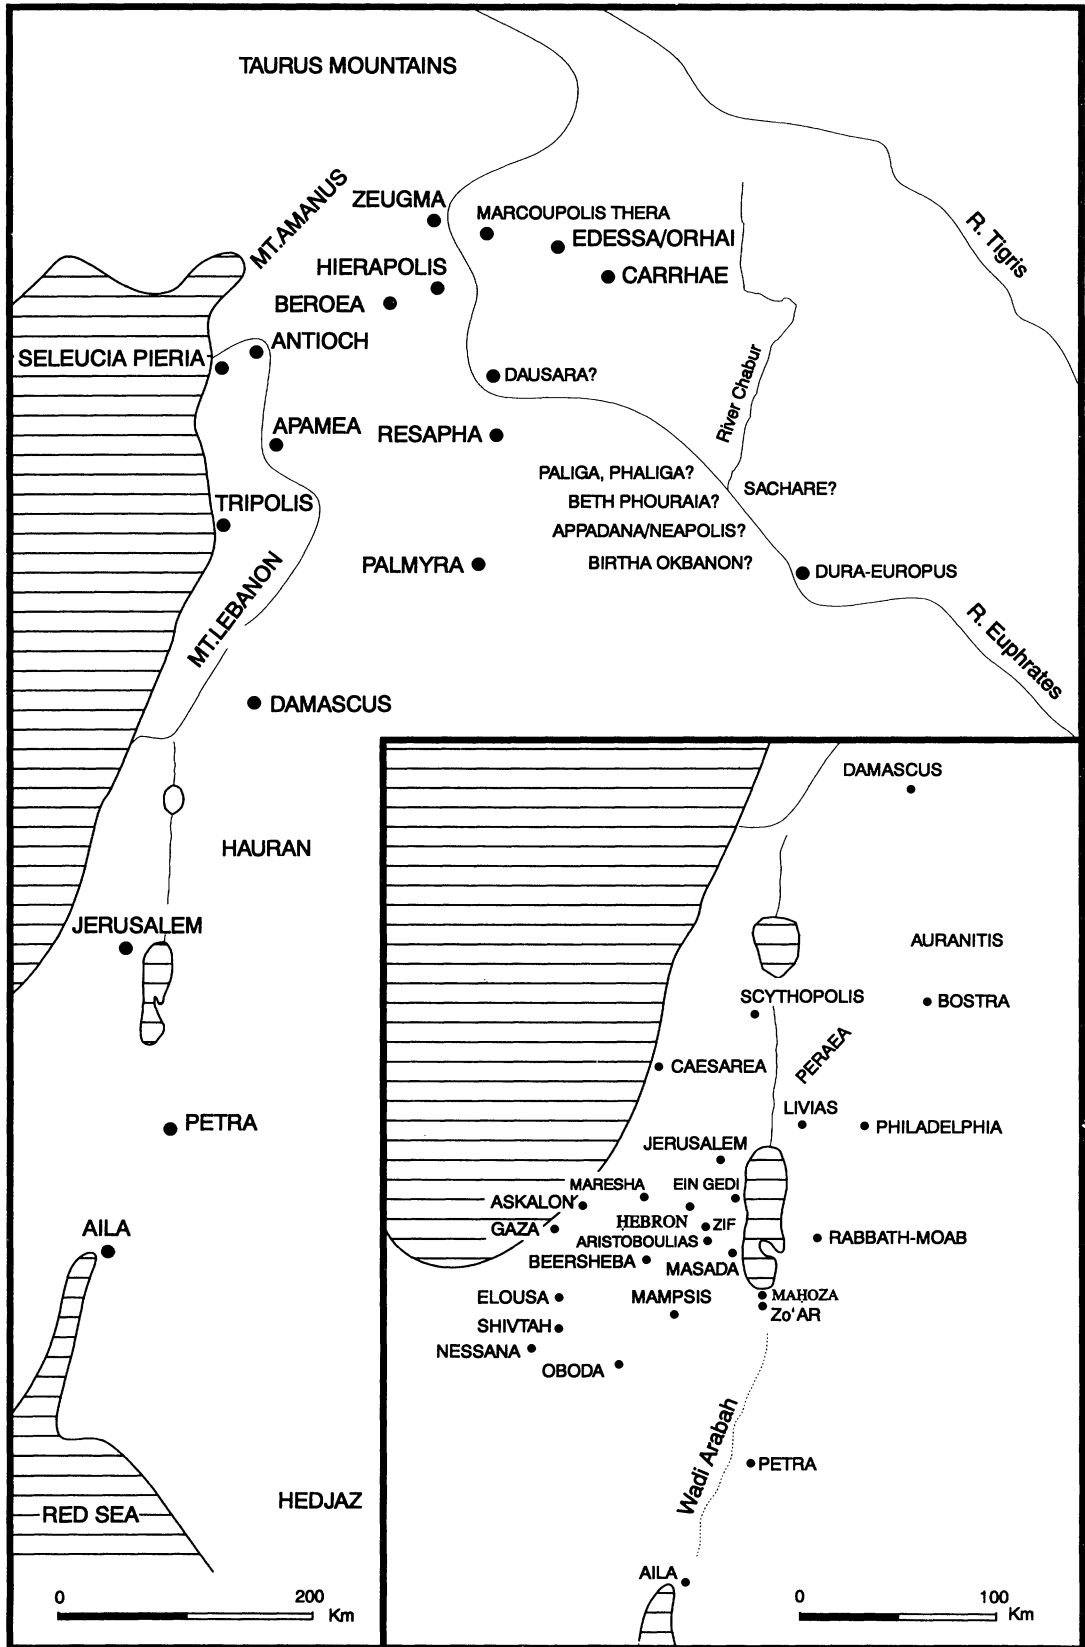 TAURUS MOUNTAINS
MT.AMANUS
ZEUGMA
MARCOUPOLIS THERA
EDESSA/ORHAI
R. Tigris
HIERAPOLIS
CARRHAE
BEROEA
ANTIOCH
SELEUCIA PIERIA
DAUSARA?
River Chabur
APAMEA
RESAPHA
PALIGA, PHALIGA?
SACHARE?
TRIPOLIS
BETH PHOURAIA?
APPADANA/NEAPOLIS?
PALMYRA
BIRTHA OKBANON?
DURA-EUROPUS
MT.LEBANON
R. Euphrates
DAMASCUS
HAURAN
JERUSALEM
PETRA
AILA
RED SEA
HEDJAZ
0 200
Km
DAMASCUS
AURANITIS
SCYTHOPOLIS
BOSTRA
PERAEA
CAESAREA
LIVIAS
PHILADELPHIA
JERUSALEM
MARESHA
EIN GEDI
ASKALON
ḤEBRON
ZIF
GAZA
ARISTOBOULIAS
RABBATH-MOAB
BEERSHEBA
MASADA
ELOUSA
MAMPSIS
MAḤOZA
Zo'AR
SHIVTAH
NESSANA
OBODA
Wadi Arabah
PETRA
AILA
0 100
Km